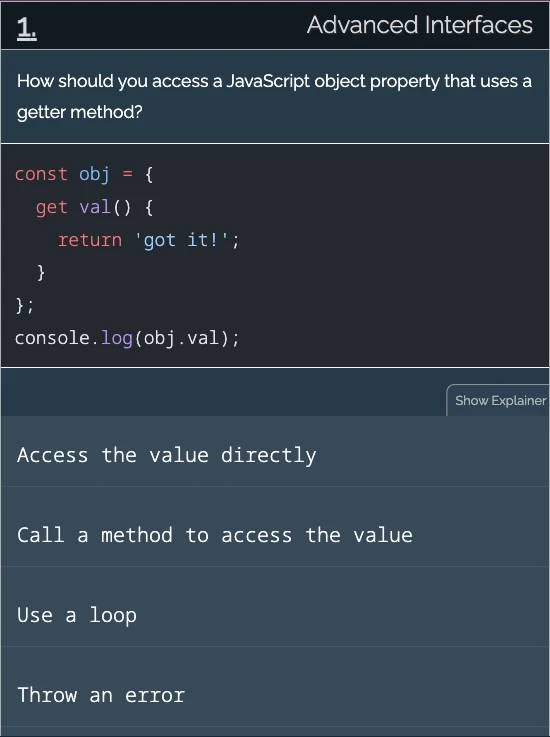 1.
Advanced Interfaces
How should you access a JavaScript object property that uses a
getter method?
const obj = {
  get val() {
    return 'got it!';
  }
};
console.log(obj.val);
Show Explainer
Access the value directly
Call a method to access the value
Use a loop
Throw an error